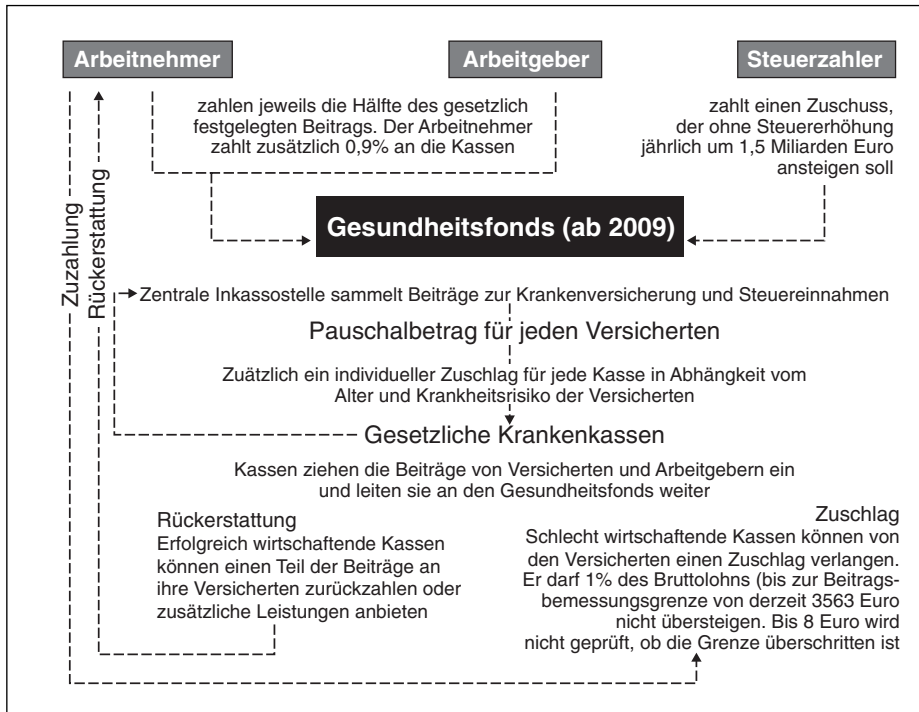 Arbeitnehmer
Arbeitgeber
Steuerzahler
zahlen jeweils die Hälfte des gesetzlich
festgelegten Beitrags. Der Arbeitnehmer
zahlt zusätzlich 0,9% an die Kassen
zahlt einen Zuschuss,
der ohne Steuererhöhung
jährlich um 1,5 Miliarden Euro
ansteigen soll
Zuzahlung
Rückerstattung
Gesundheitsfonds (ab 2009)
Zentrale Inkassostelle sammelt Beiträge zur Krankenversicherung und Steuereinnahmen
Pauschalbetrag für jeden Versicherten
Zuätzlich ein individueller Zuschlag für jede Kasse in Abhängkeit vom
Alter und Krankheitsrisiko der Versicherten
Gesetzliche Krankenkassen
Kassen ziehen die Beiträge von Versicherten und Arbeitgebern ein
und leiten sie an den Gesundheitsfonds weiter
Rückerstattung
Erfolgreich wirtschaftende Kassen
können einen Teil der Beiträge an
ihre Versicherten zurückzahlen oder
zusätzliche Leistungen anbieten
Zuschlag
Schlecht wirtschaftende Kassen können von
den Versicherten einen Zuschlag verlangen.
Er darf 1% des Bruttolohns (bis zur Beitrags-
bemessungsgrenze von derzeit 3563 Euro
nicht übersteigen. Bis 8 Euro wird
nicht geprüft, ob die Grenze überschritten ist